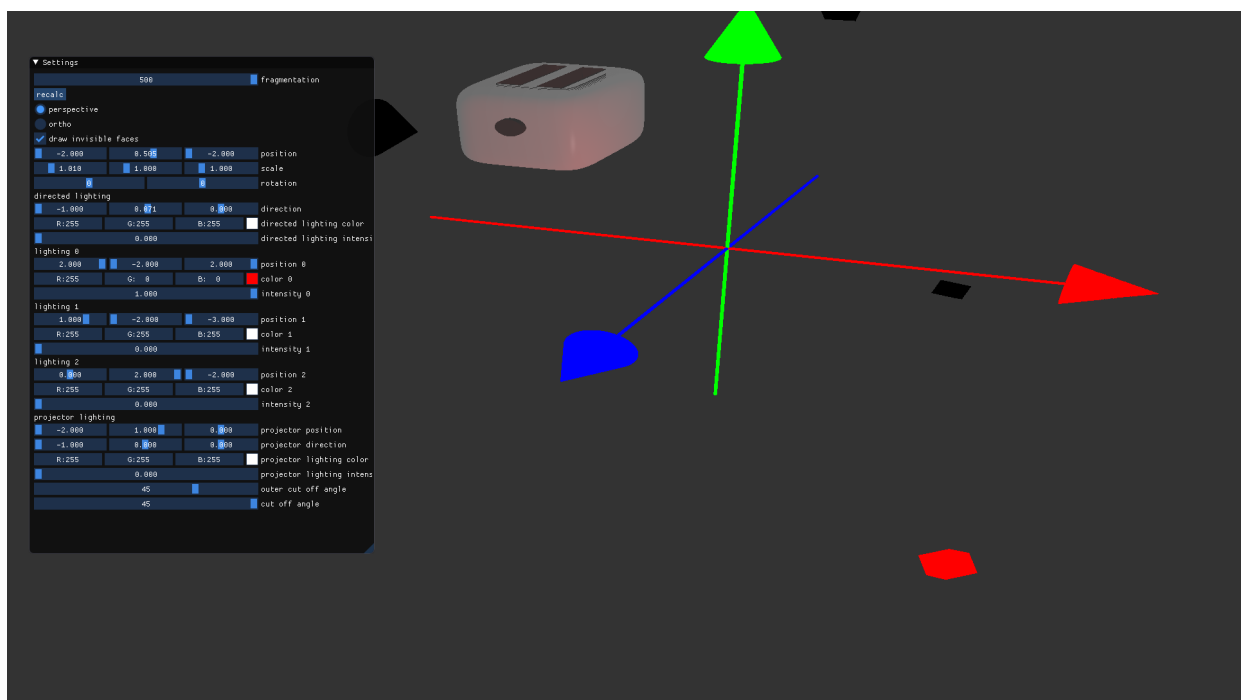 ▼ Settings
500 fragmentation
recalc
perspective
ortho
draw invisible faces
-2.000 0.505 -2.000 position
1.010 1.000 1.000 scale
0 0 rotation
directed lighting
-1.000 0.071 0.000 direction
R:255 G:255 B:255 directed lighting color
0.000 directed lighting intensi
lighting 0
2.000 -2.000 2.000 position 0
R:255 G: 0 B: 0 color 0
1.000 intensity 0
lighting 1
1.000 -2.000 -3.000 position 1
R:255 G:255 B:255 color 1
0.000 intensity 1
lighting 2
0.000 2.000 -2.000 position 2
R:255 G:255 B:255 color 2
0.000 intensity 2
projector lighting
-2.000 1.000 0.000 projector position
-1.000 0.000 0.000 projector direction
R:255 G:255 B:255 projector lighting color
0.000 projector lighting intens
45 outer cut off angle
45 cut off angle